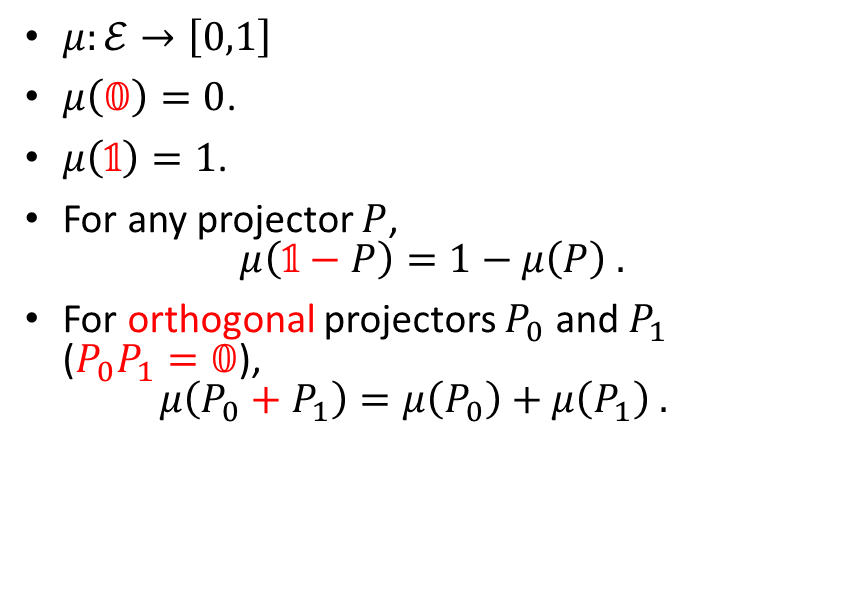 • μ: ℰ → [0,1]
• μ(𝟘) = 0.
• μ(𝟙) = 1.
• For any projector P,
μ(𝟙 − P) = 1 − μ(P) .
• For orthogonal projectors P₀ and P₁
(P₀P₁ = 𝟘),
μ(P₀ + P₁) = μ(P₀) + μ(P₁) .